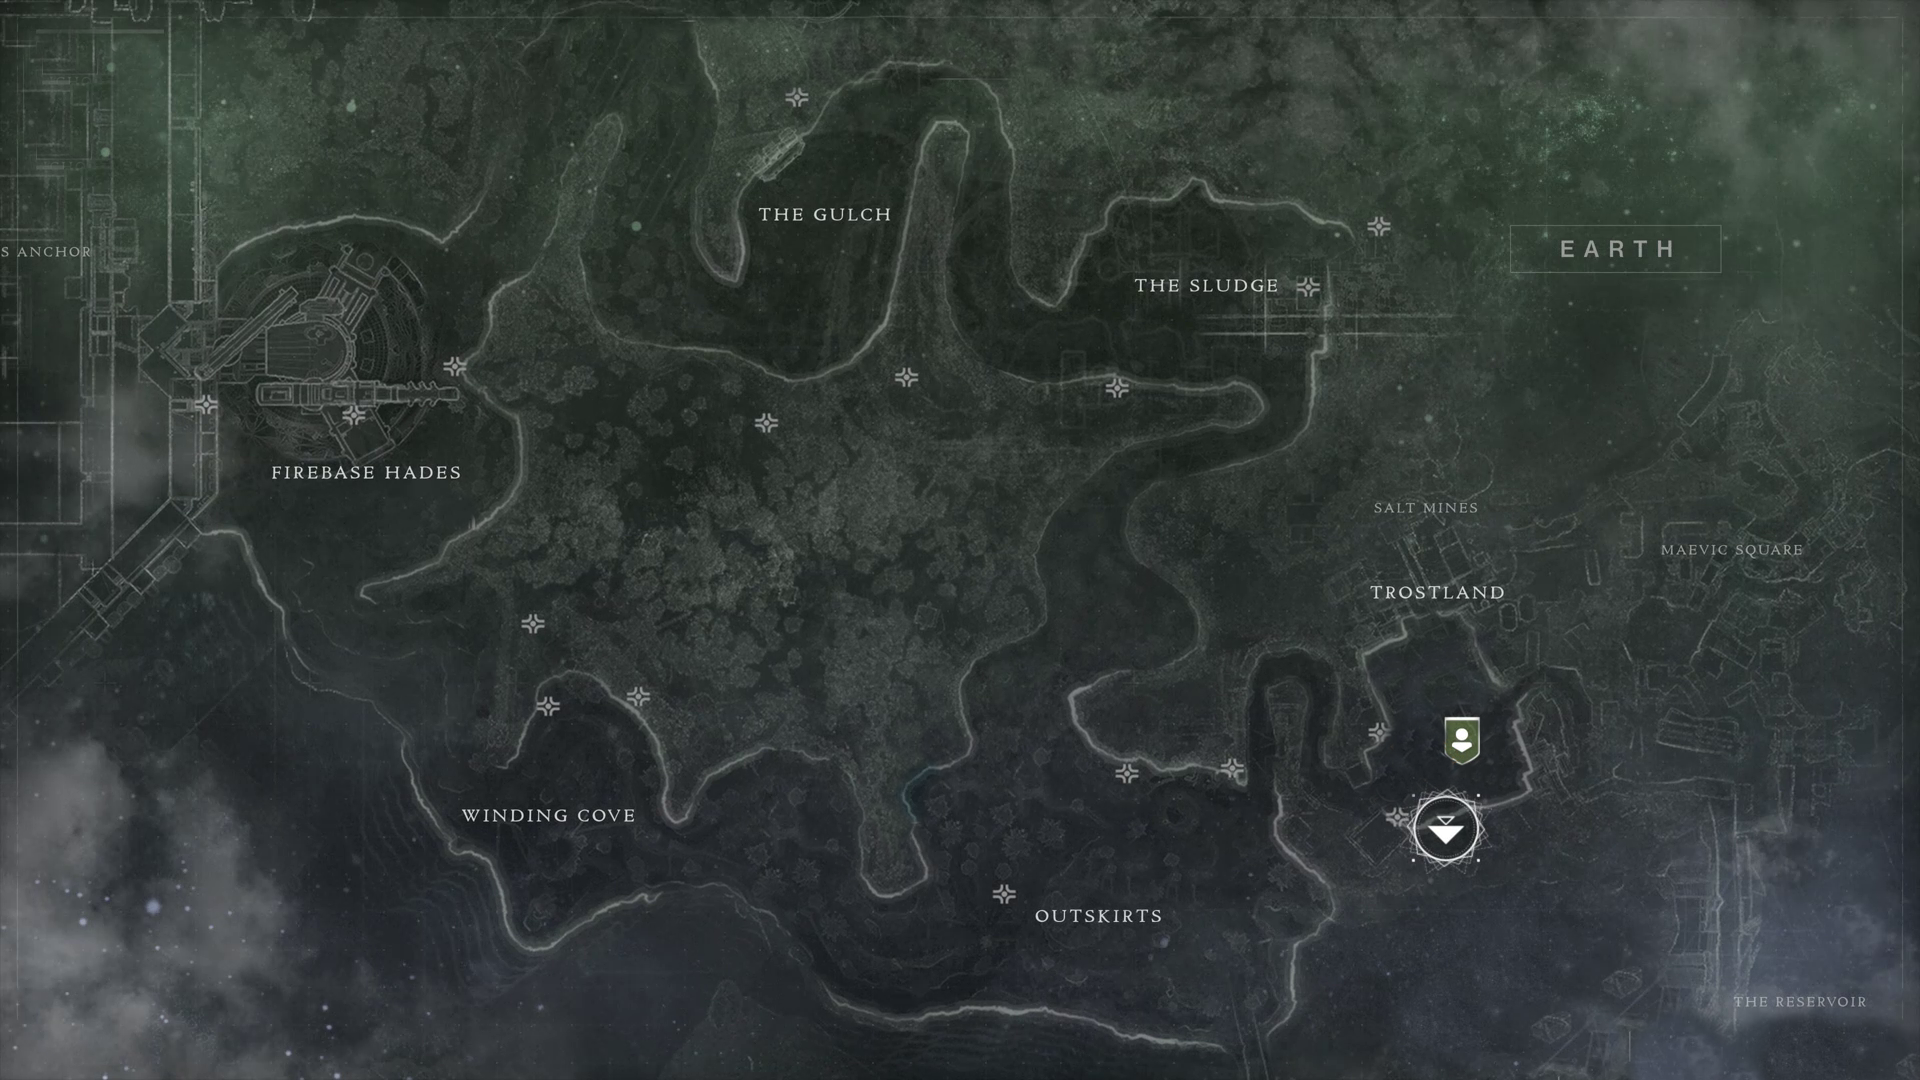 THE GULCH
S ANCHOR
EARTH
THE SLUDGE
FIREBASE HADES
SALT MINES
MAEVIC SQUARE
TROSTLAND
WINDING COVE
OUTSKIRTS
THE RESERVOIR